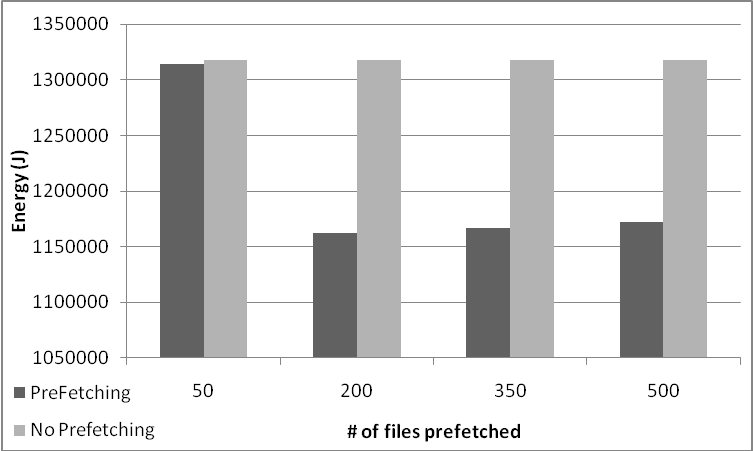 1350000
1300000
1250000
1200000
1150000
1100000
1050000
Energy (J)
50 200 350 500
PreFetching
No Prefetching
# of files prefetched